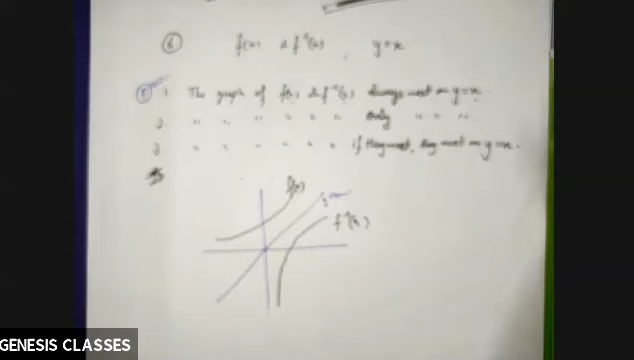 6 f(x) & f⁻¹(x), y=x
1 The graph of f(x) & f⁻¹(x) always meet on y=x.
2 " " " " " " only " " "
3 " " " " " " if they meet, they meet on y=x.
f(x)
f⁻¹(x)
GENESIS CLASSES